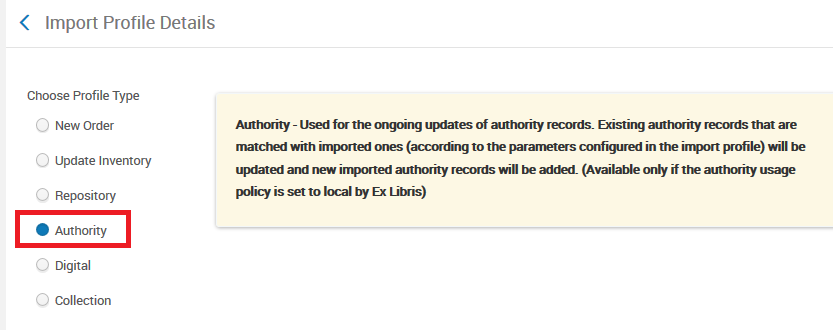 Import Profile Details
Choose Profile Type
New Order
Update Inventory
Repository
Authority
Digital
Collection
Authority - Used for the ongoing updates of authority records. Existing authority records that are
matched with imported ones (according to the parameters configured in the import profile) will be
updated and new imported authority records will be added. (Available only if the authority usage
policy is set to local by Ex Libris)